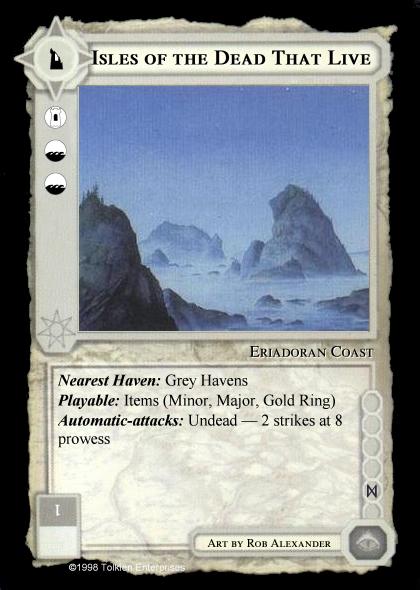 Isles of the Dead That Live
Eriadoran Coast
Nearest Haven: Grey Havens
Playable: Items (Minor, Major, Gold Ring)
Automatic-attacks: Undead — 2 strikes at 8
prowess
1
Art by Rob Alexander
©1998 Tolkien Enterprises